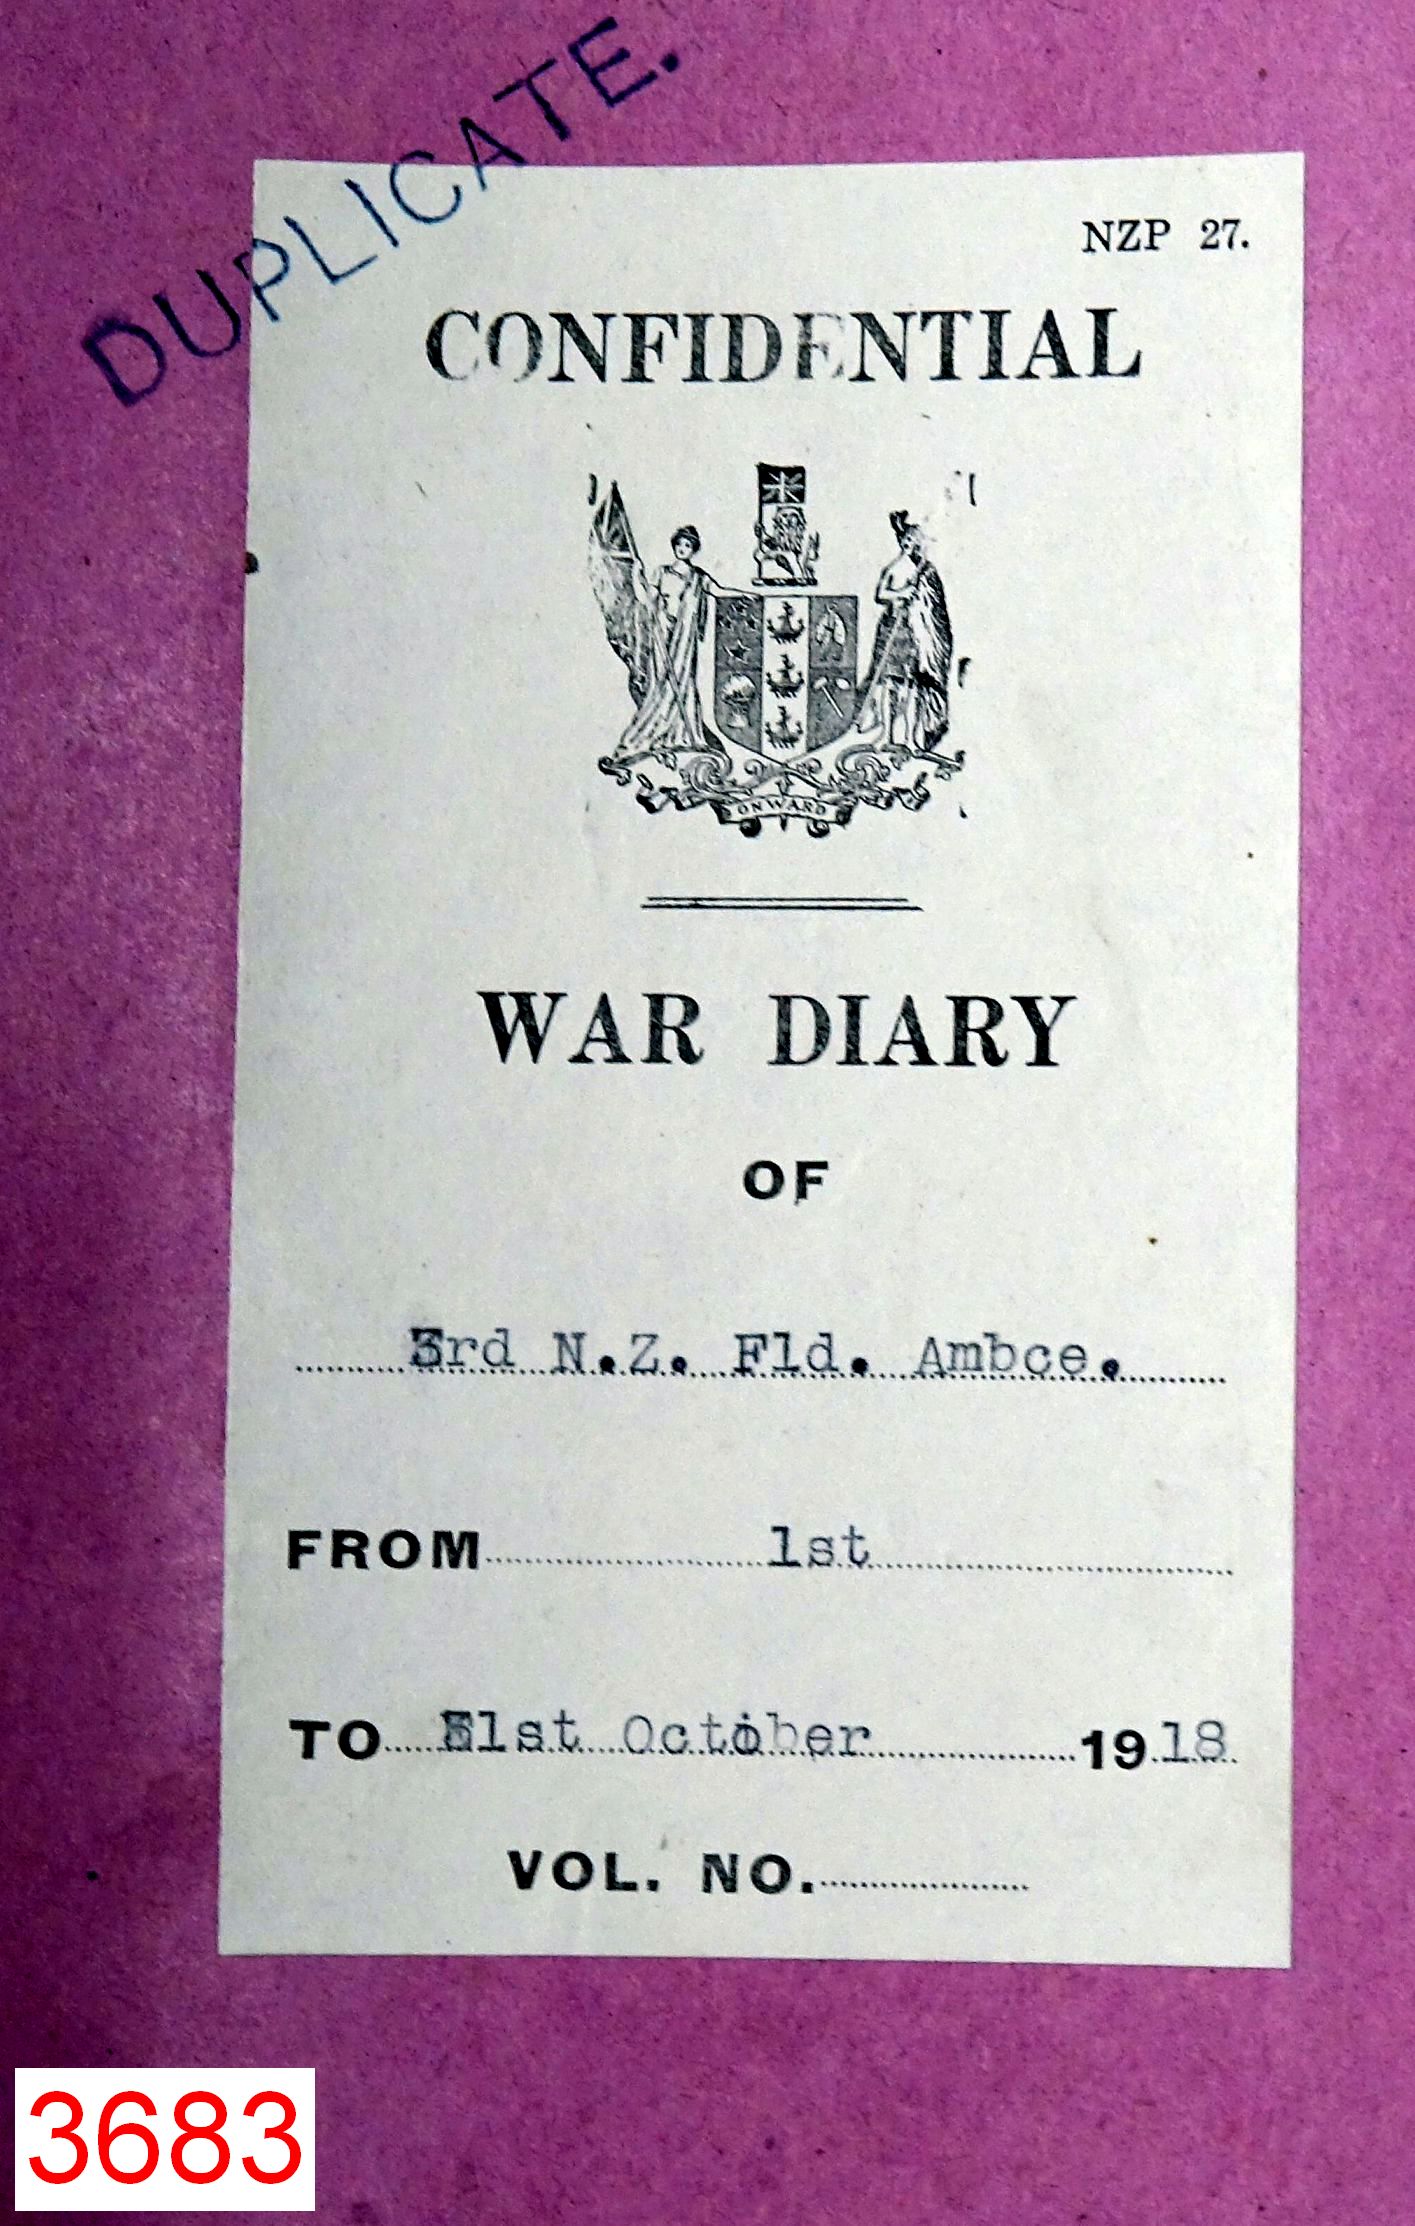 DUPLICATE.
NZP 27.
CONFIDENTIAL
ONWARD
WAR DIARY
OF
3rd N.Z. Fld. Ambce.
FROM 1st
TO 31st October 1918
VOL. NO.
3683